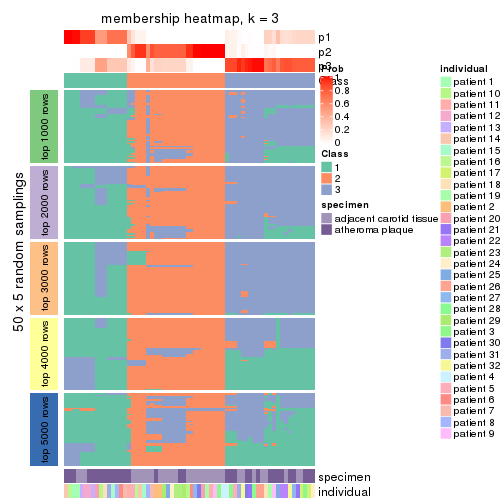 membership heatmap, k = 3
p1
p2
p3
Prob
1
0.8
0.6
0.4
0.2
0
Class
Class
1
2
3
specimen
adjacent carotid tissue
atheroma plaque
individual
patient 1
patient 10
patient 11
patient 12
patient 13
patient 14
patient 15
patient 16
patient 17
patient 18
patient 19
patient 2
patient 20
patient 21
patient 22
patient 23
patient 24
patient 25
patient 26
patient 27
patient 28
patient 29
patient 3
patient 30
patient 31
patient 32
patient 4
patient 5
patient 6
patient 7
patient 8
patient 9
50 x 5 random samplings
top 1000 rows
top 2000 rows
top 3000 rows
top 4000 rows
top 5000 rows
specimen
individual